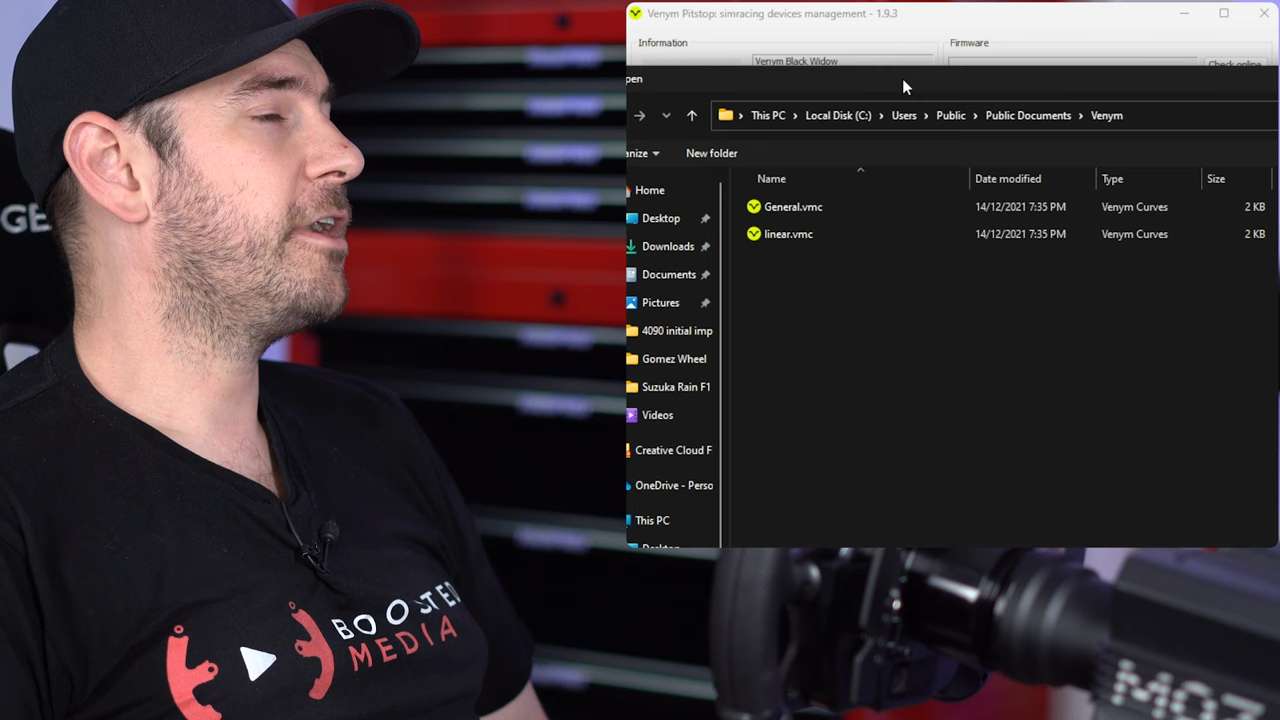 Venym Pitstop: simracing devices management - 1.9.3
Information
Firmware
Venym Black Widow
Check online
pen
This PC › Local Disk (C:) › Users › Public › Public Documents › Venym
anize
New folder
Name
Date modified
Type
Size
Home
General.vmc
14/12/2021 7:35 PM
Venym Curves
2 KB
Desktop
linear.vmc
14/12/2021 7:35 PM
Venym Curves
2 KB
Downloads
Documents
Pictures
4090 initial imp
Gomez Wheel
Suzuka Rain F1
Videos
Creative Cloud F
OneDrive - Perso
This PC
Desktop
GE
BOOSTED
MEDIA